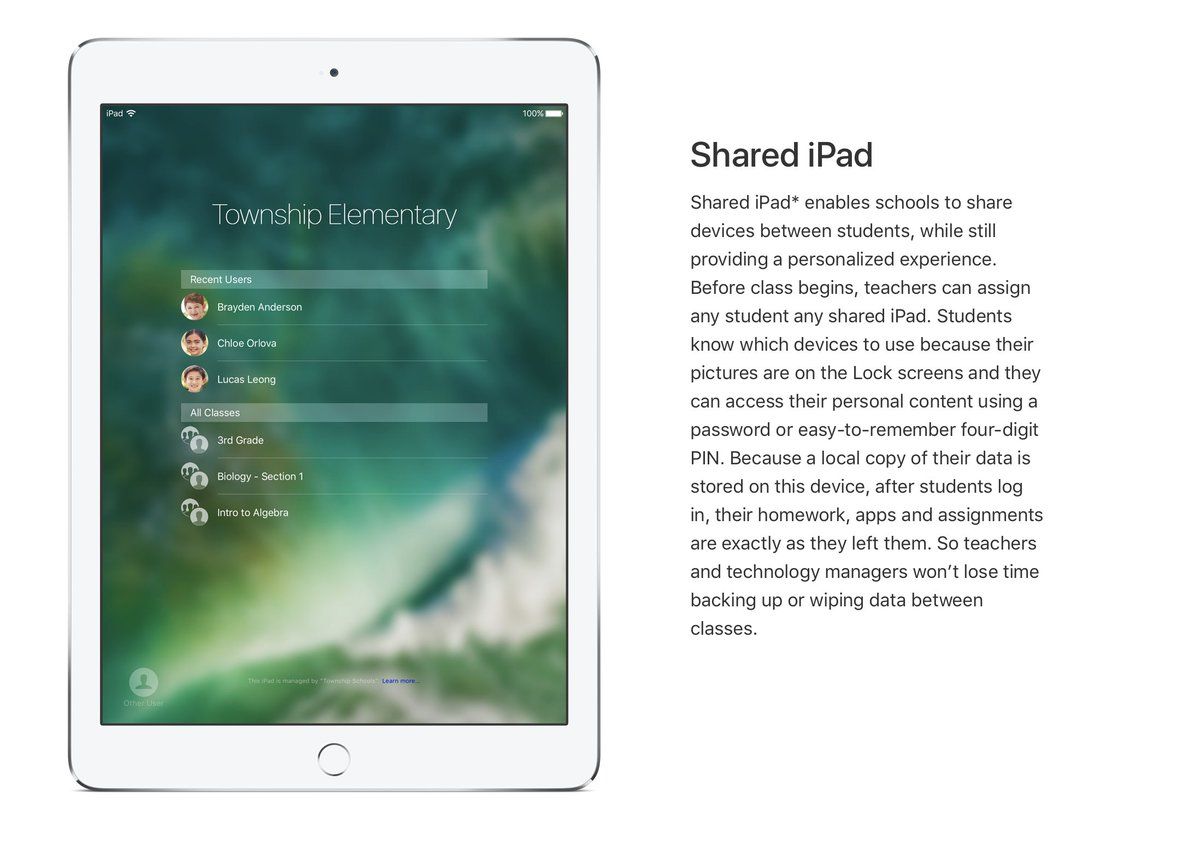 iPad
100%
Township Elementary
Recent Users
Brayden Anderson
Chloe Orlova
Lucas Leong
All Classes
3rd Grade
Biology - Section 1
Intro to Algebra
This iPad is managed by "Township Schools" Learn more...
Other User
Shared iPad
Shared iPad* enables schools to share
devices between students, while still
providing a personalized experience.
Before class begins, teachers can assign
any student any shared iPad. Students
know which devices to use because their
pictures are on the Lock screens and they
can access their personal content using a
password or easy-to-remember four-digit
PIN. Because a local copy of their data is
stored on this device, after students log
in, their homework, apps and assignments
are exactly as they left them. So teachers
and technology managers won’t lose time
backing up or wiping data between
classes.